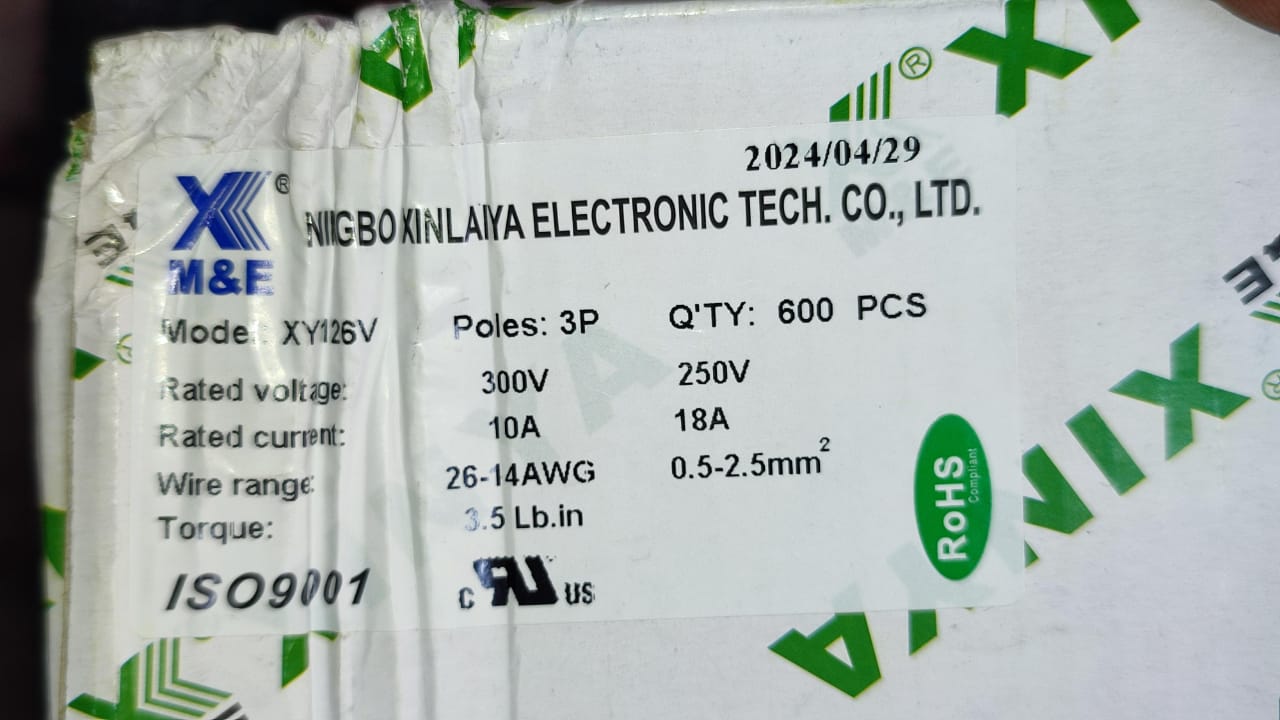 2024/04/29
X ®
M&E
NINGBO XINLAIYA ELECTRONIC TECH. CO., LTD.
Model: XY126V Poles: 3P Q'TY: 600 PCS
Rated voltage: 300V 250V
Rated current: 10A 18A
Wire range: 26-14AWG 0.5-2.5mm²
Torque: 3.5 Lb.in
RoHS
Compliant
ISO9001
C RU US